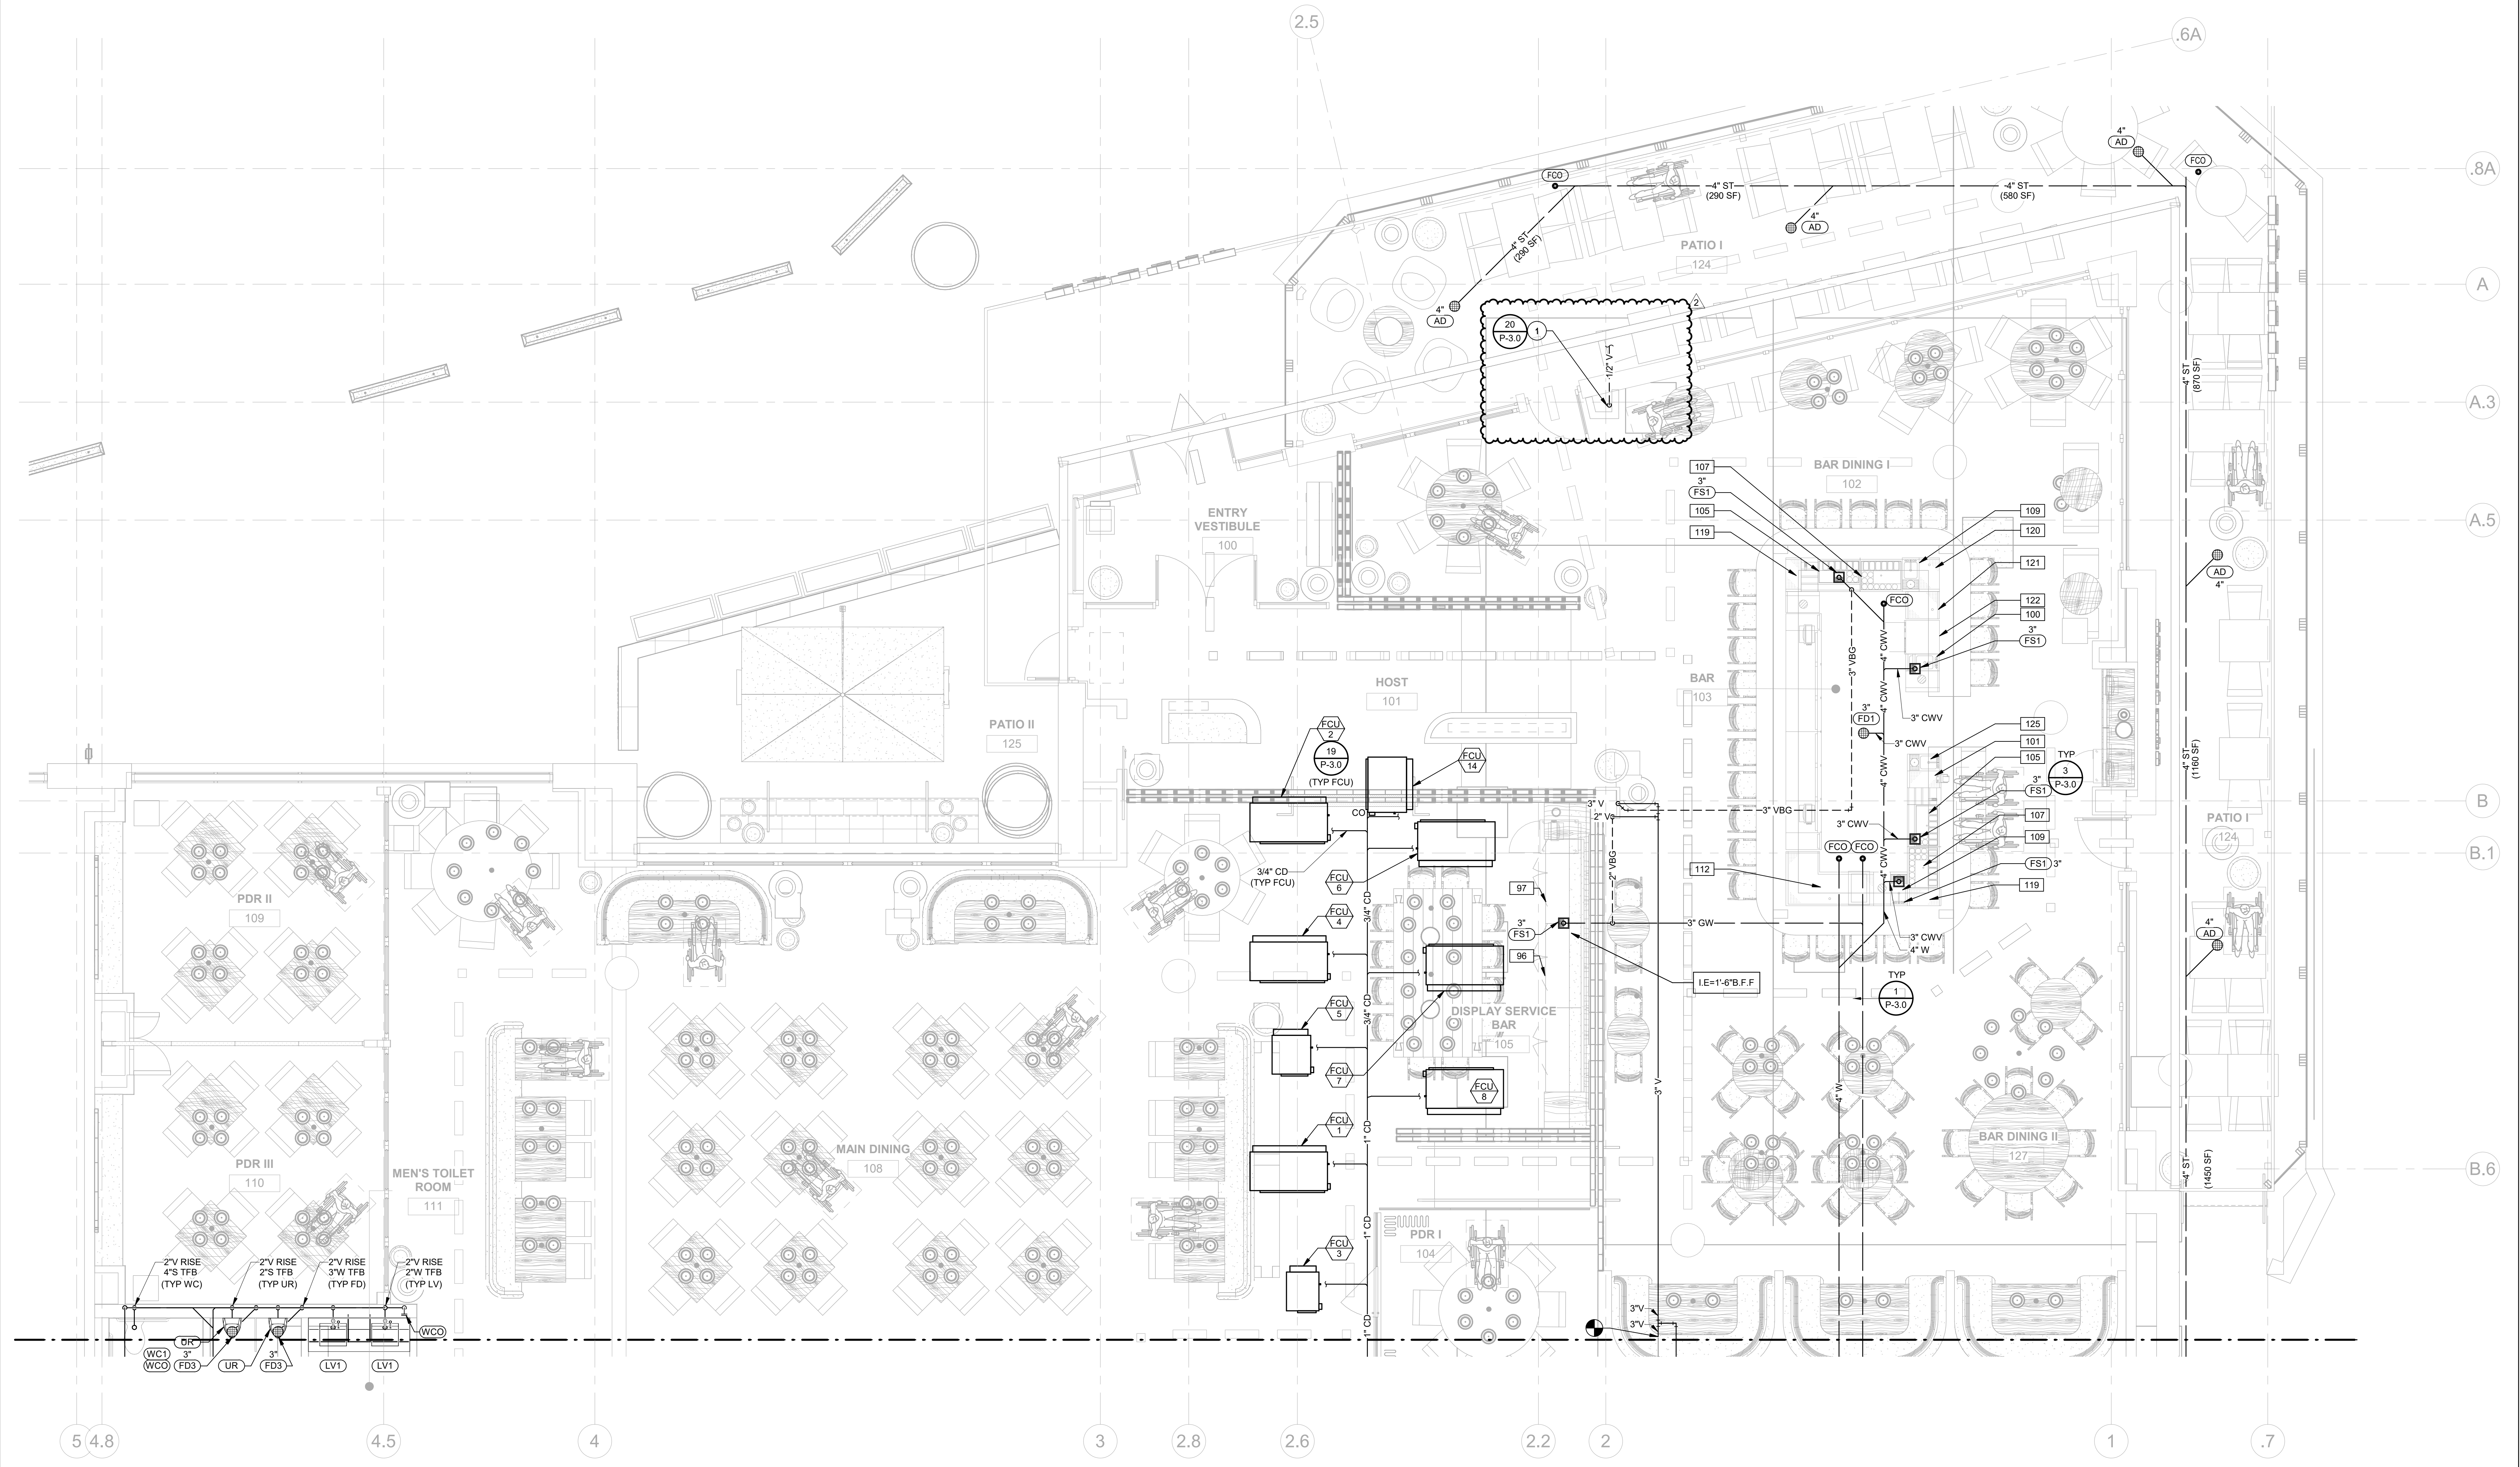 2.5
.6A
4"
AD
FCO
.8A
FCO
4" ST
(290 SF)
4" ST
(580 SF)
4"
AD
4" ST
(290 SF)
PATIO I
124
A
4"
AD
2
20
P-3.0
1
1/2" V
4" ST
(870 SF)
A.3
107
BAR DINING I
102
3"
FS1
105
119
109
120
A.5
ENTRY
VESTIBULE
100
121
AD
4"
122
100
FCO
3"
FS1
3" VBG
4" CWV
HOST
101
BAR
103
4" CWV
3" CWV
PATIO II
125
FCU
2
19
P-3.0
(TYP FCU)
FCU
14
3"
FD1
3" CWV
125
101
105
TYP
3
P-3.0
3"
FS1
4" CWV
4" ST
(1160 SF)
CO
3" V
3" VBG
B
2" V
107
PATIO I
124
3" CWV
109
FCO
FCO
B.1
3/4" CD
(TYP FCU)
FCU
6
2" VBG
112
4" CWV
FS1
3"
119
PDR II
109
97
3/4" CD
FCU
4
3"
FS1
3" GW
3" CWV
4" W
4"
AD
96
I.E=1'-6"B.F.F
TYP
1
P-3.0
3/4" CD
FCU
5
DISPLAY SERVICE
BAR
105
FCU
7
FCU
8
3" V
4" W
FCU
1
1" CD
BAR DINING II
127
MAIN DINING
108
PDR III
110
MEN'S TOILET
ROOM
111
4" ST
(1450 SF)
B.6
1" CD
PDR I
104
FCU
3
2"V RISE
4"S TFB
(TYP WC)
2"V RISE
2"S TFB
(TYP UR)
2"V RISE
3"W TFB
(TYP FD)
2"V RISE
2"W TFB
(TYP LV)
1" CD
3"V
3"V
WCO
UR
WC1
WCO
3"
FD3
UR
3"
FD3
LV1
LV1
5
4.8
4.5
4
3
2.8
2.6
2.2
2
1
.7